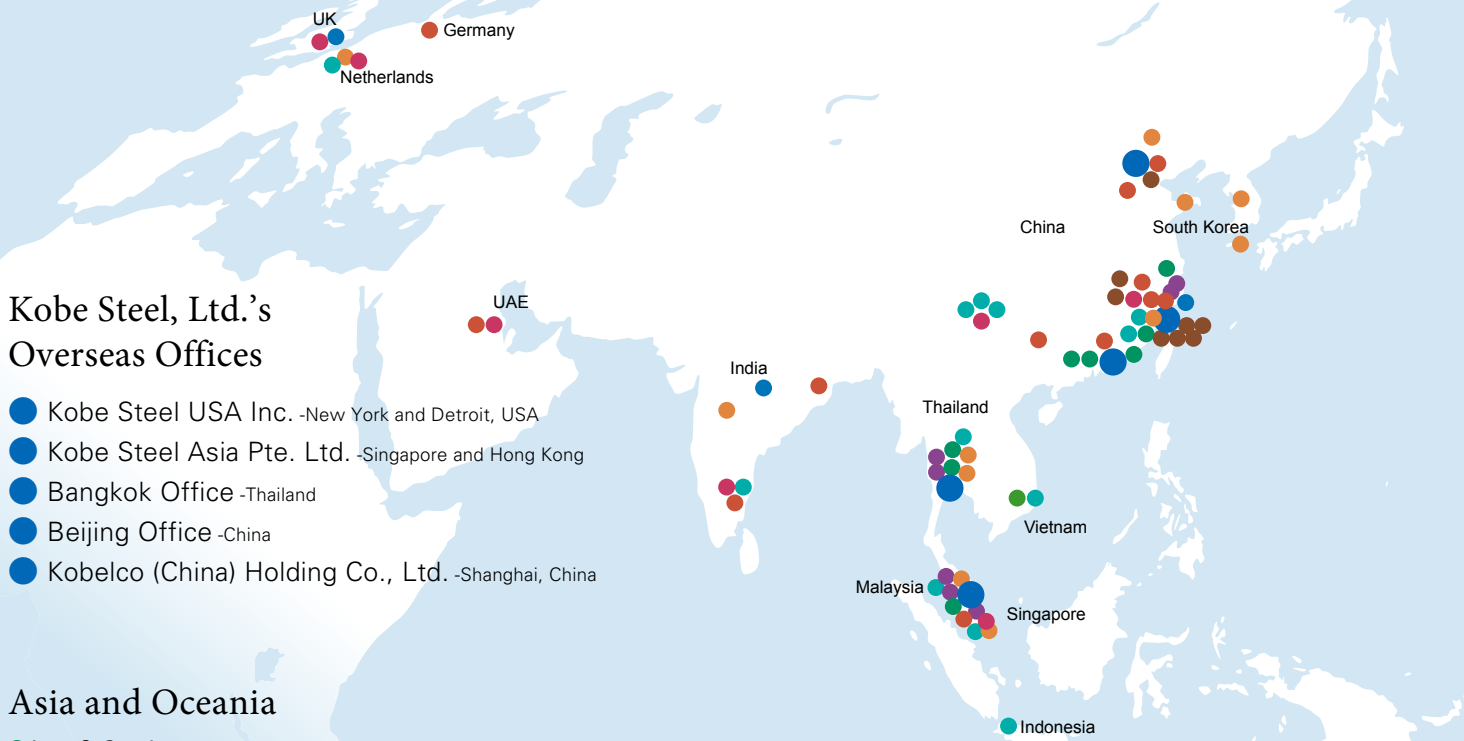 UK
Germany
Netherlands
China
South Korea
Kobe Steel, Ltd.’s
Overseas Offices
UAE
India
Thailand
Kobe Steel USA Inc. -New York and Detroit, USA
Kobe Steel Asia Pte. Ltd. -Singapore and Hong Kong
Bangkok Office -Thailand
Beijing Office -China
Kobelco (China) Holding Co., Ltd. -Shanghai, China
Vietnam
Malaysia
Singapore
Asia and Oceania
Indonesia